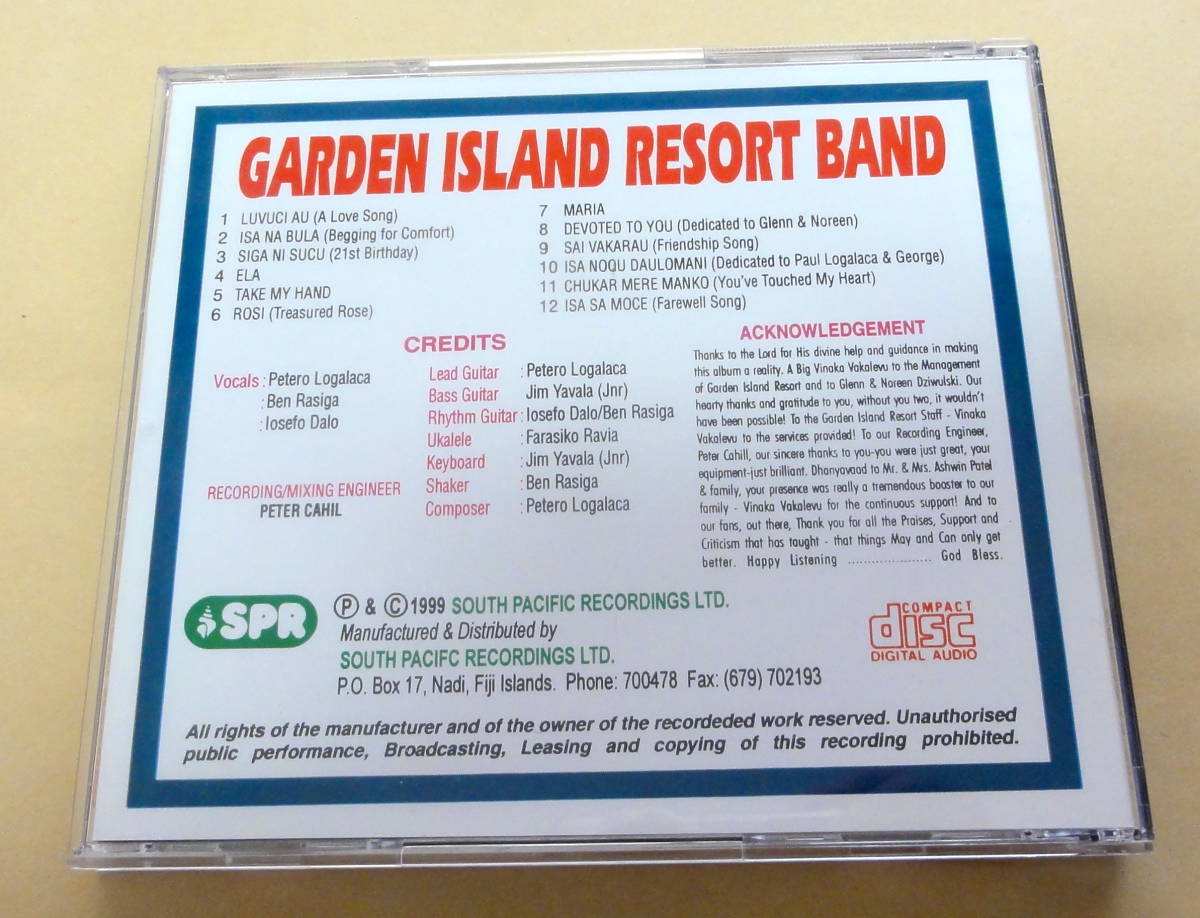 GARDEN ISLAND RESORT BAND
1 LUVUCI AU (A Love Song)
2 ISA NA BULA (Begging for Comfort)
3 SIGA NI SUCU (21st Birthday)
4 ELA
5 TAKE MY HAND
6 ROSI (Treasured Rose)
7 MARIA
8 DEVOTED TO YOU (Dedicated to Glenn & Noreen)
9 SAI VAKARAU (Friendship Song)
10 ISA NOQU DAULOMANI (Dedicated to Paul Logalaca & George)
11 CHUKAR MERE MANKO (You've Touched My Heart)
12 ISA SA MOCE (Farewell Song)
CREDITS
Vocals : Petero Logalaca
:Ben Rasiga
:Iosefo Dalo
RECORDING/MIXING ENGINEER
PETER CAHIL
Lead Guitar : Petero Logalaca
Bass Guitar Jim Yavala (Jnr)
Rhythm Guitar : Iosefo Dalo/Ben Rasiga
Ukalele : Farasiko Ravia
Keyboard : Jim Yavala (Jnr)
Shaker : Ben Rasiga
Composer : Petero Logalaca
ACKNOWLEDGEMENT
Thanks to the Lord for His divine help and guidance in making
this album a reality. A Big Vinaka Vakalevu to the Management
of Garden Island Resort and to Glenn & Noreen Dziwulski. Our
hearty thanks and gratitude to you, without you two, it wouldn't
have been possible! To the Garden Island Resort Staff - Vinaka
Vakalevu to the services provided! To our Recording Engineer,
Peter Cahill, our sincere thanks to you-you were just great, your
equipment-just brilliant. Dhanyavaad to Mr. & Mrs. Ashwin Patel
& family, your presence was really a tremendous booster to our
family - Vinaka Vakalevu for the continuous support! And to
our fans, out there, Thank you for all the Praises, Support and
Criticism that has taught - that things May and Can only get
better. Happy Listening ..................... God Bless.
SPR
Ⓟ & © 1999 SOUTH PACIFIC RECORDINGS LTD.
Manufactured & Distributed by
SOUTH PACIFC RECORDINGS LTD.
P.O. Box 17, Nadi, Fiji Islands. Phone: 700478 Fax: (679) 702193
COMPACT
disc
DIGITAL AUDIO
All rights of the manufacturer and of the owner of the recordeded work reserved. Unauthorised
public performance, Broadcasting, Leasing and copying of this recording prohibited.